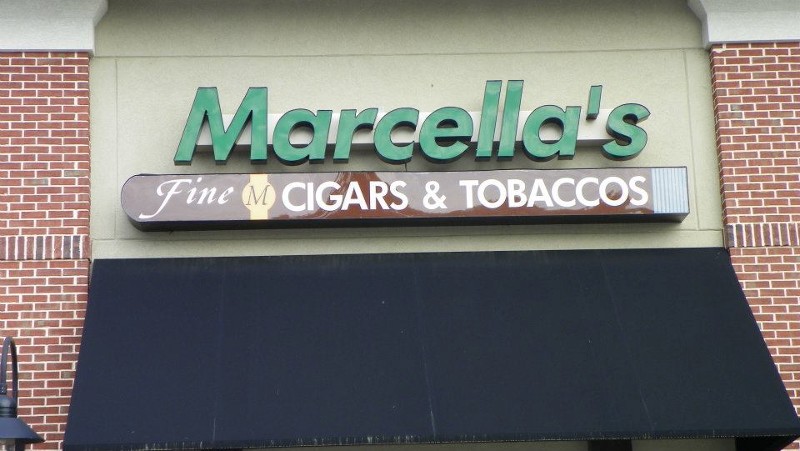 Marcella's
Fine M CIGARS & TOBACCOS